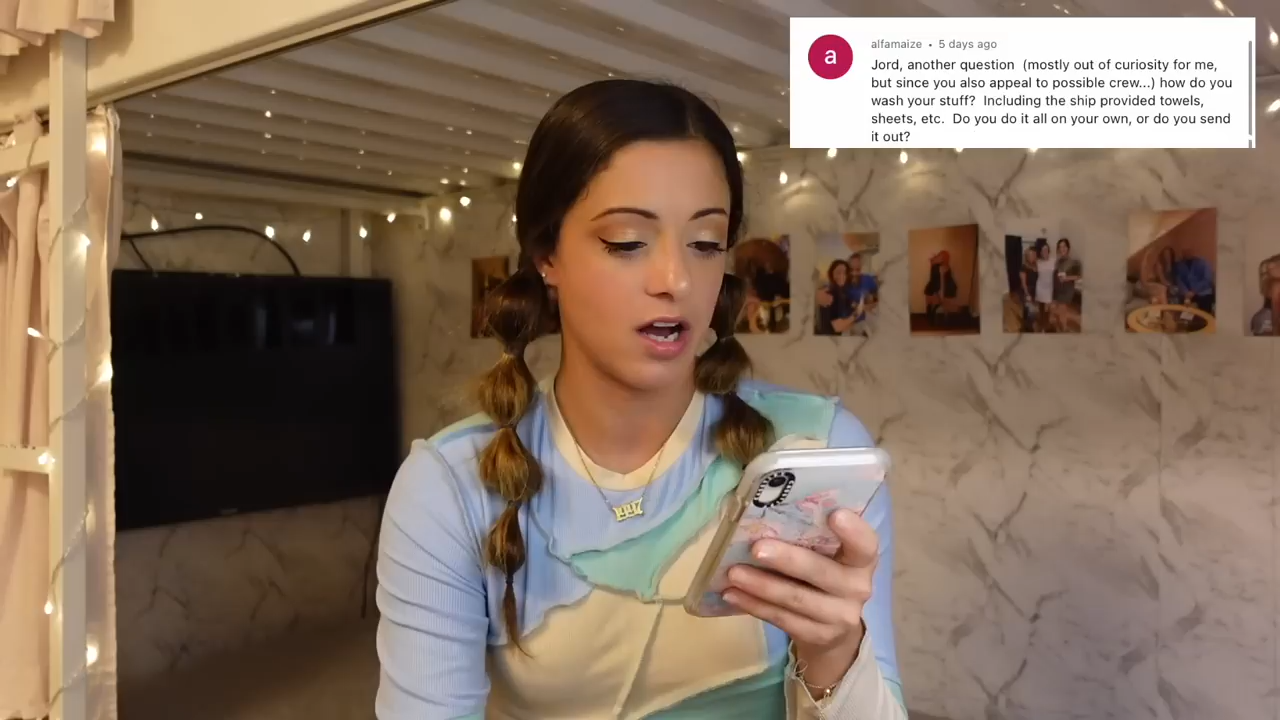 a
alfamaize • 5 days ago
Jord, another question (mostly out of curiosity for me,
but since you also appeal to possible crew...) how do you
wash your stuff? Including the ship provided towels,
sheets, etc. Do you do it all on your own, or do you send
it out?
1997